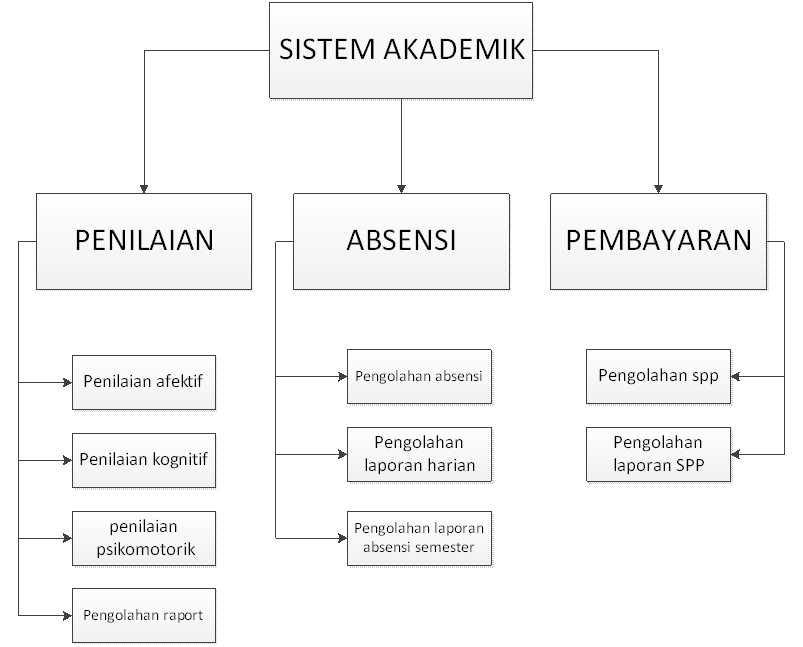 SISTEM AKADEMIK
PENILAIAN
ABSENSI
PEMBAYARAN
Penilaian afektif
Penilaian kognitif
penilaian
psikomotorik
Pengolahan raport
Pengolahan absensi
Pengolahan
laporan harian
Pengolahan laporan
absensi semester
Pengolahan spp
Pengolahan
laporan SPP